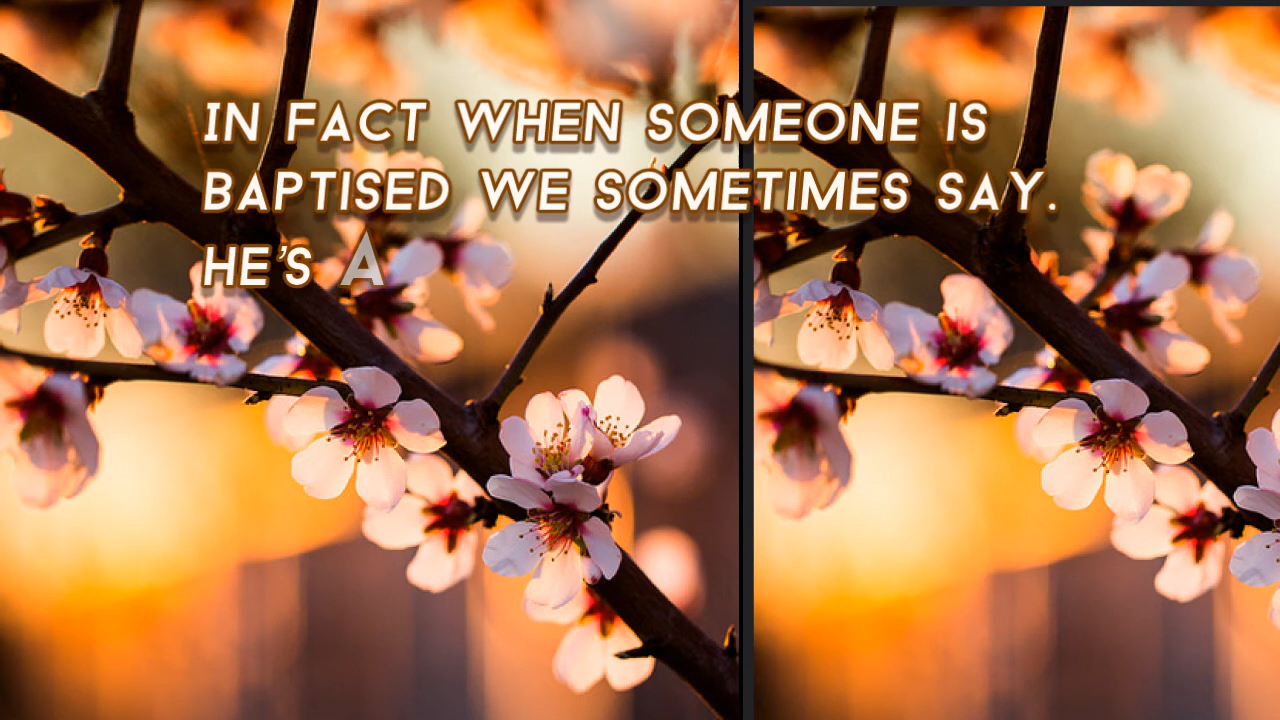 IN FACT WHEN SOMEONE IS
BAPTISED WE SOMETIMES SAY.
HE'S A